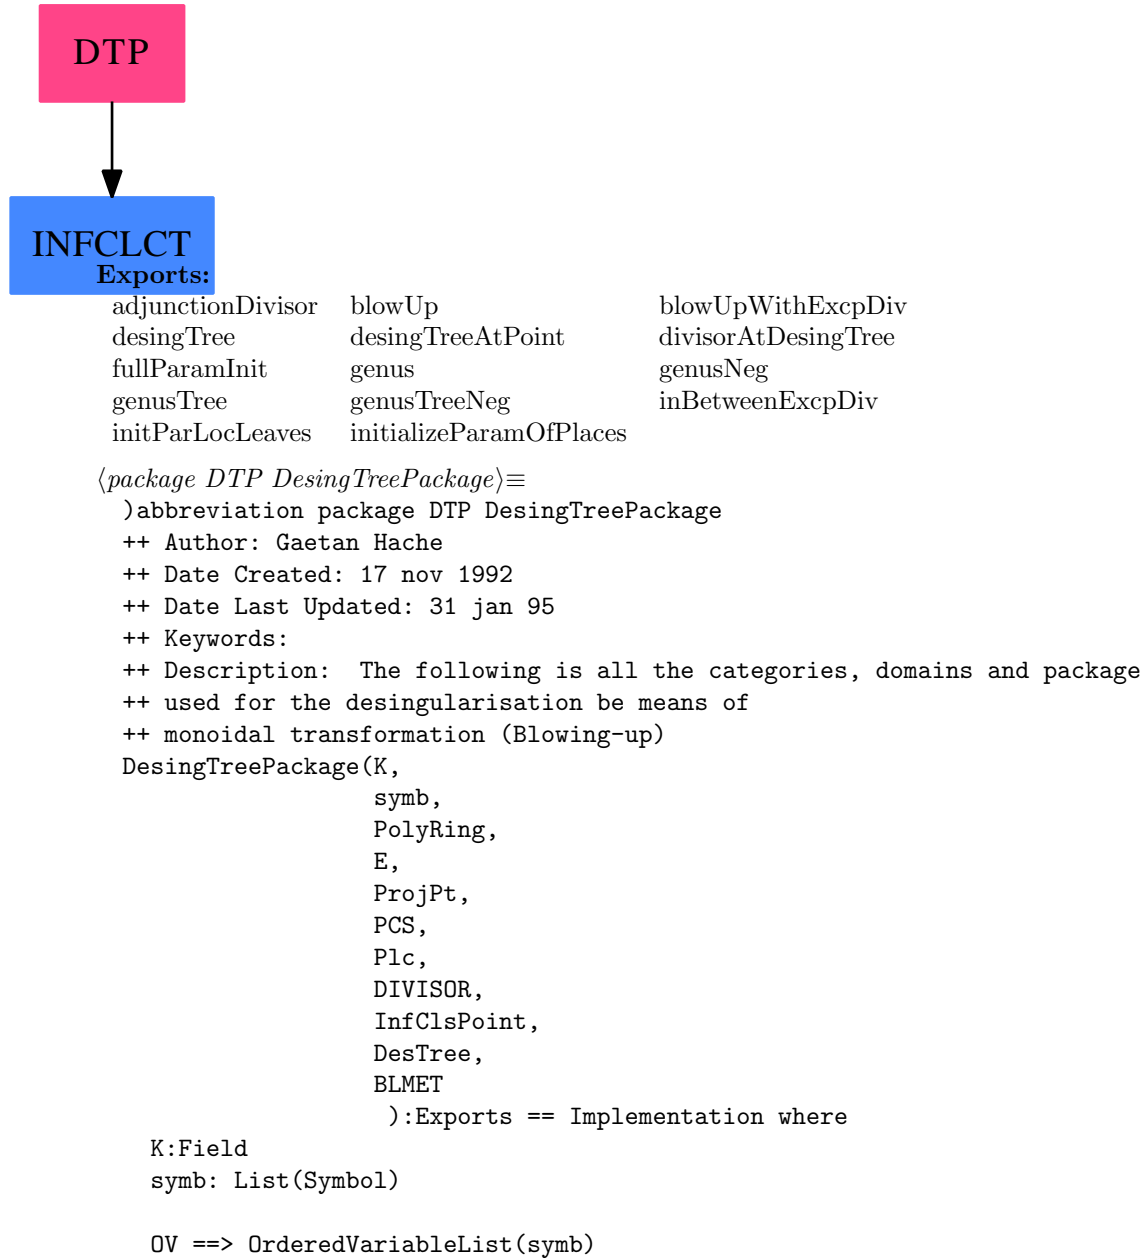 DTP
INFCLCT
Exports:
adjunctionDivisor blowUp blowUpWithExcpDiv
desingTree desingTreeAtPoint divisorAtDesingTree
fullParamInit genus genusNeg
genusTree genusTreeNeg inBetweenExcpDiv
initParLocLeaves initializeParamOfPlaces
⟨package DTP DesingTreePackage⟩≡
)abbreviation package DTP DesingTreePackage
++ Author: Gaetan Hache
++ Date Created: 17 nov 1992
++ Date Last Updated: 31 jan 95
++ Keywords:
++ Description:  The following is all the categories, domains and package
++ used for the desingularisation be means of
++ monoidal transformation (Blowing-up)
DesingTreePackage(K,
symb,
PolyRing,
E,
ProjPt,
PCS,
Plc,
DIVISOR,
InfClsPoint,
DesTree,
BLMET
):Exports == Implementation where
K:Field
symb: List(Symbol)
OV ==> OrderedVariableList(symb)